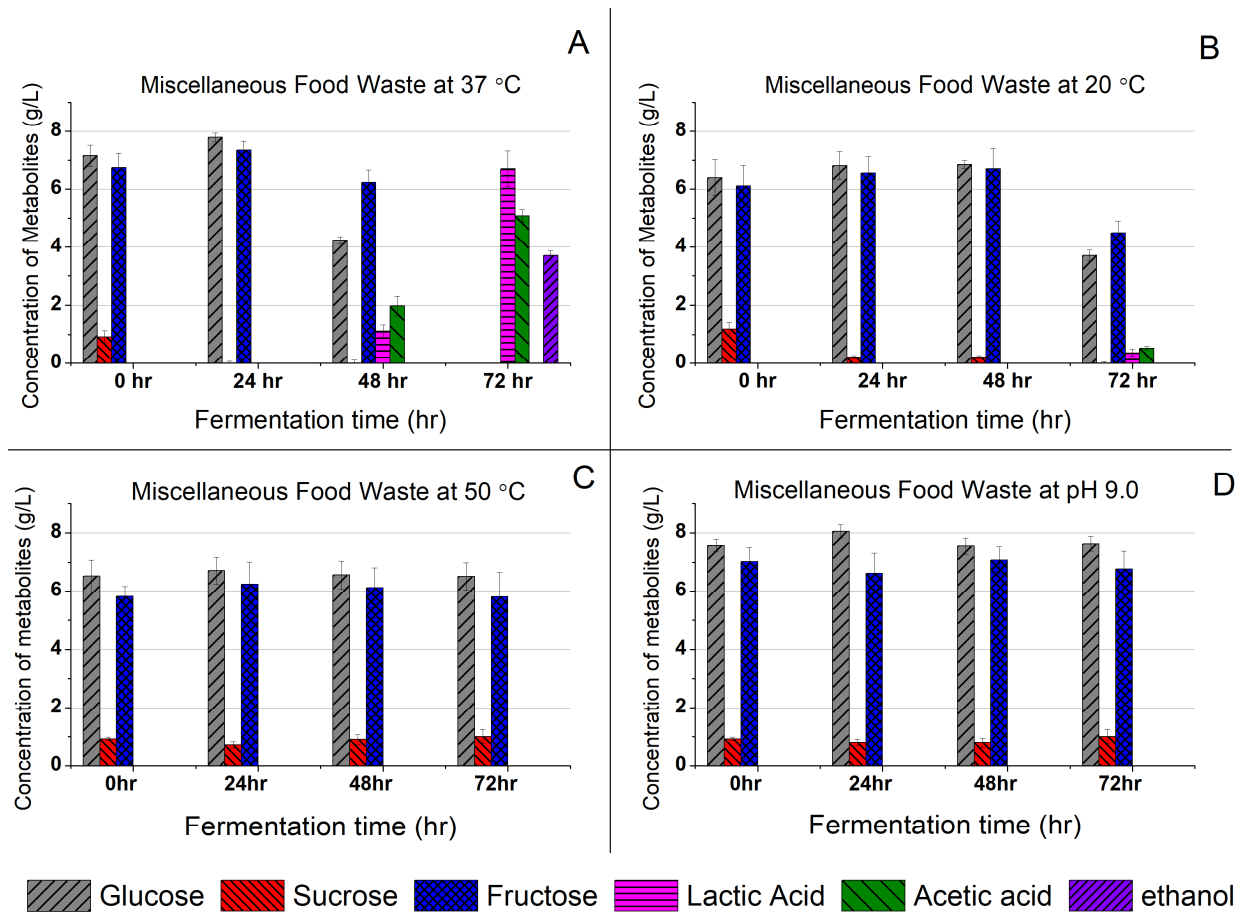 A
Miscellaneous Food Waste at 37 °C
Concentration of Metabolites (g/L)
8
6
4
2
0
0 hr
24 hr
48 hr
72 hr
Fermentation time (hr)
B
Miscellaneous Food Waste at 20 °C
Concentration of Metabolites (g/L)
8
6
4
2
0
0 hr
24 hr
48 hr
72 hr
Fermentation time (hr)
C
Miscellaneous Food Waste at 50 °C
Concentration of metabolites (g/L)
8
6
4
2
0
0hr
24hr
48hr
72hr
Fermentation time (hr)
D
Miscellaneous Food Waste at pH 9.0
Concentration of metabolites (g/L)
8
6
4
2
0
0hr
24hr
48hr
72hr
Fermentation time (hr)
Glucose Sucrose Fructose Lactic Acid Acetic acid ethanol